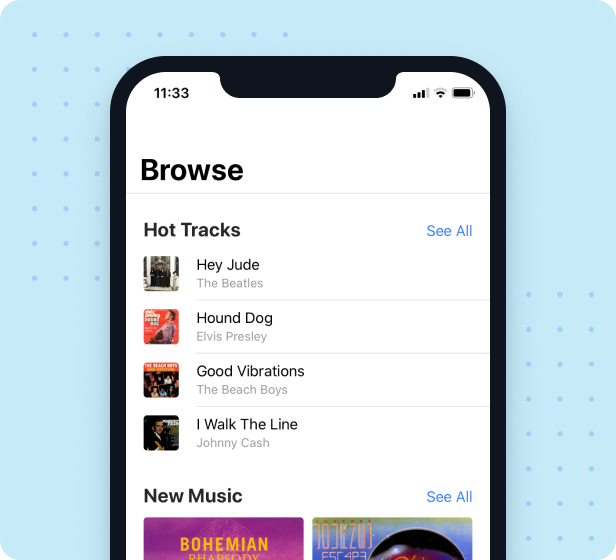 11:33
Browse
Hot Tracks
See All
Hey Jude
The Beatles
Hound Dog
Elvis Presley
Good Vibrations
The Beach Boys
I Walk The Line
Johnny Cash
New Music
See All
BOHEMIAN
RHAPSODY